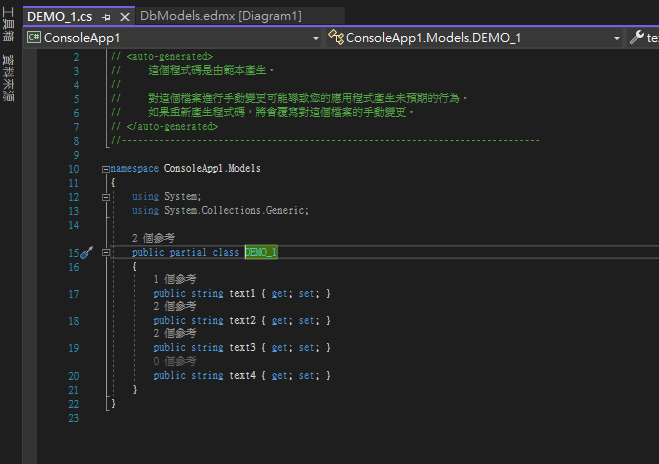 DEMO_1.cs
DbModels.edmx [Diagram1]
工具箱
資料來源
C# ConsoleApp1
ConsoleApp1.Models.DEMO_1
tex
2 // <auto-generated>
3 //     這個程式碼是由範本產生。
4 //
5 //     對這個檔案進行手動變更可能導致您的應用程式產生未預期的行為。
6 //     如果重新產生程式碼,將會覆寫對這個檔案的手動變更。
7 // </auto-generated>
8 //------------------------------------------------------------------------------
9
10 namespace ConsoleApp1.Models
11 {
12     using System;
13     using System.Collections.Generic;
14
2 個參考
15     public partial class DEMO_1
16     {
1 個參考
17         public string text1 { get; set; }
2 個參考
18         public string text2 { get; set; }
2 個參考
19         public string text3 { get; set; }
0 個參考
20         public string text4 { get; set; }
21     }
22 }
23